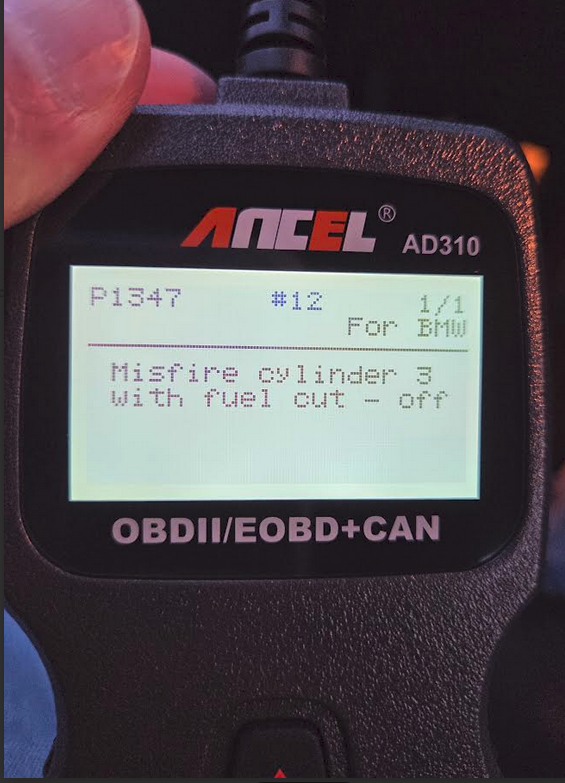 ANCEL®
AD310
P1347 #12 1/1
For BMW
Misfire cylinder 3
with fuel cut - off
OBDII/EOBD+CAN